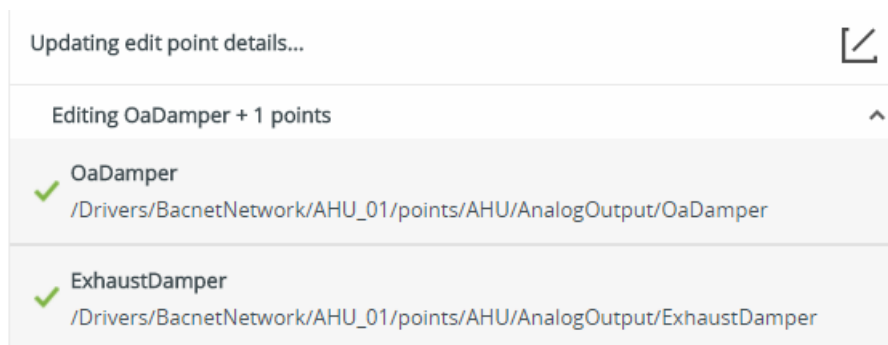 Updating edit point details...
Editing OaDamper + 1 points
OaDamper
/Drivers/BacnetNetwork/AHU_01/points/AHU/AnalogOutput/OaDamper
ExhaustDamper
/Drivers/BacnetNetwork/AHU_01/points/AHU/AnalogOutput/ExhaustDamper